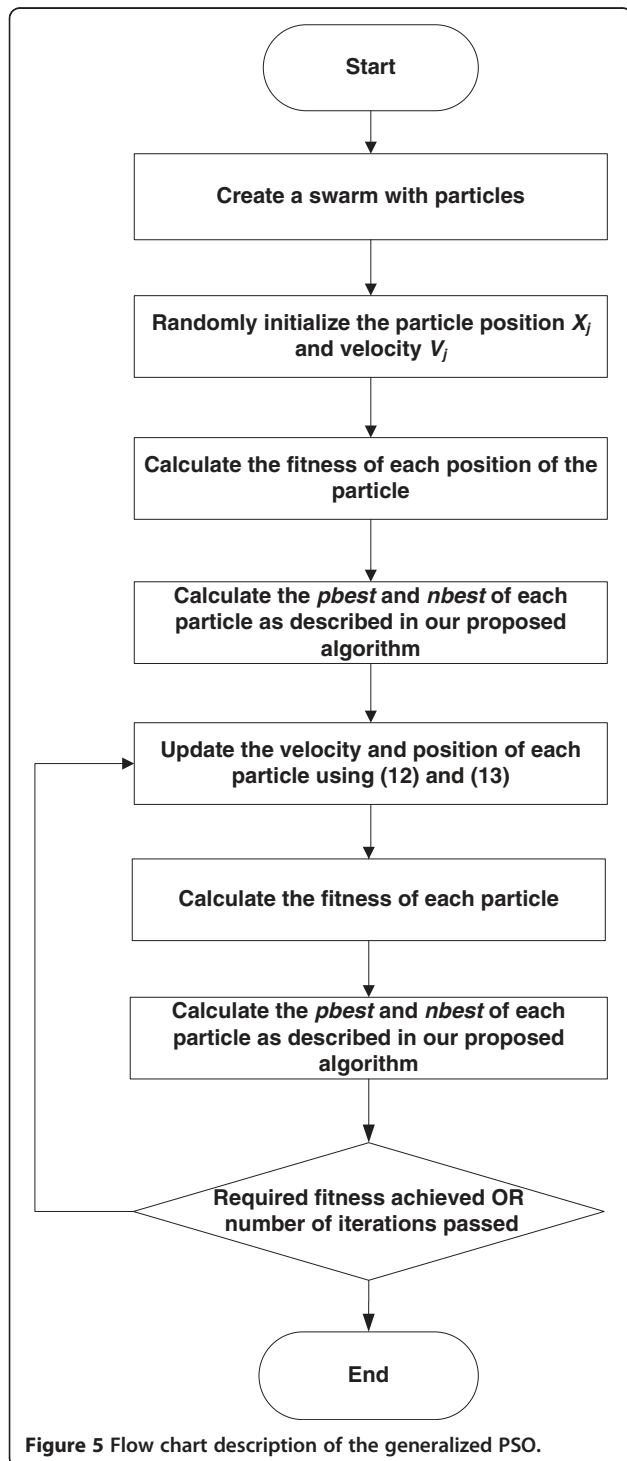 Start
Create a swarm with particles
Randomly initialize the particle position Xj
and velocity Vj
Calculate the fitness of each position of the
particle
Calculate the pbest and nbest of each
particle as described in our proposed
algorithm
Update the velocity and position of each
particle using (12) and (13)
Calculate the fitness of each particle
Calculate the pbest and nbest of each
particle as described in our proposed
algorithm
Required fitness achieved OR
number of iterations passed
End
Figure 5 Flow chart description of the generalized PSO.